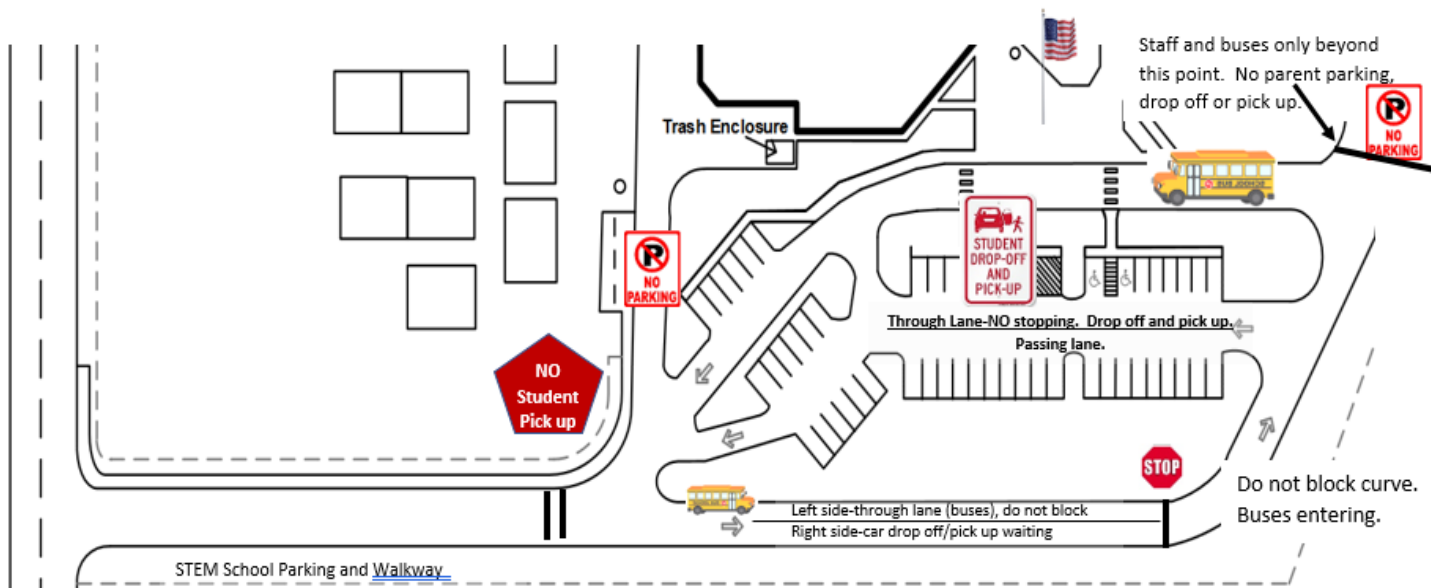 Staff and buses only beyond
this point.  No parent parking,
drop off or pick up.
P
NO
PARKING
Trash Enclosure
SCHOOL BUS
STUDENT
DROP-OFF
AND
PICK-UP
P
NO
PARKING
Through Lane-NO stopping.  Drop off and pick up.
Passing lane.
NO
Student
Pick up
STOP
Do not block curve.
Buses entering.
Left side-through lane (buses), do not block
Right side-car drop off/pick up waiting
STEM School Parking and Walkway